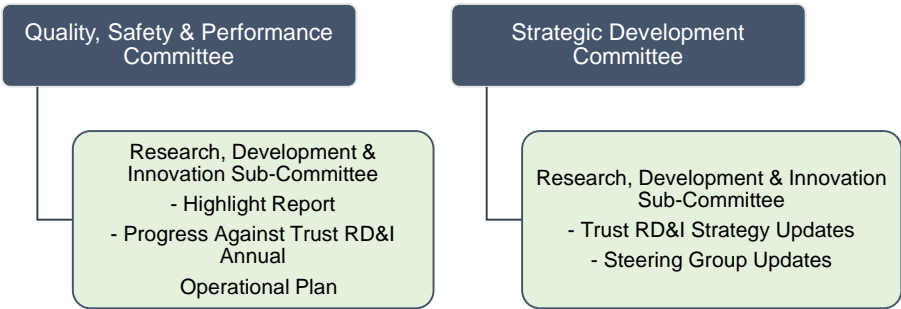 Quality, Safety & Performance
Committee
Research, Development &
Innovation Sub-Committee
- Highlight Report
- Progress Against Trust RD&I
Annual
Operational Plan
Strategic Development
Committee
Research, Development & Innovation
Sub-Committee
- Trust RD&I Strategy Updates
- Steering Group Updates